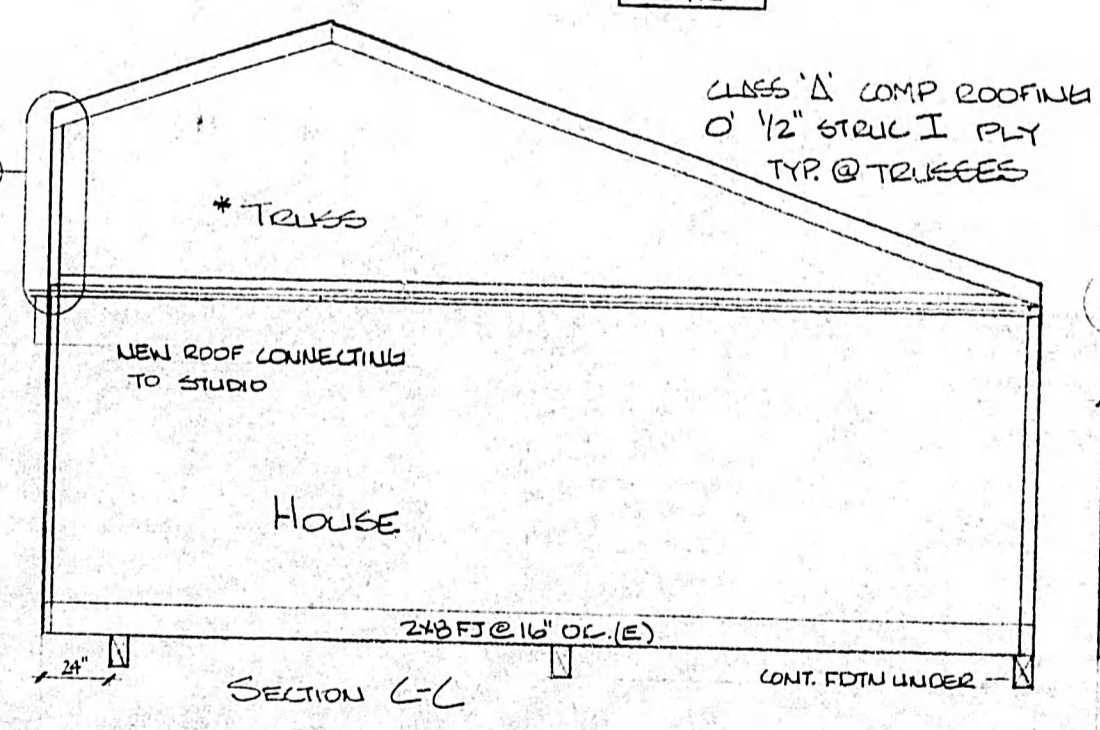 CLASS 'A' COMP ROOFING
O' 1/2" STRUC I PLY
TYP. @ TRUSSES
* TRUSS
NEW ROOF CONNECTING
TO STUDIO
HOUSE
2X8 FJ @ 16" OC. (E)
24"
CONT. FDTN UNDER
SECTION C-C